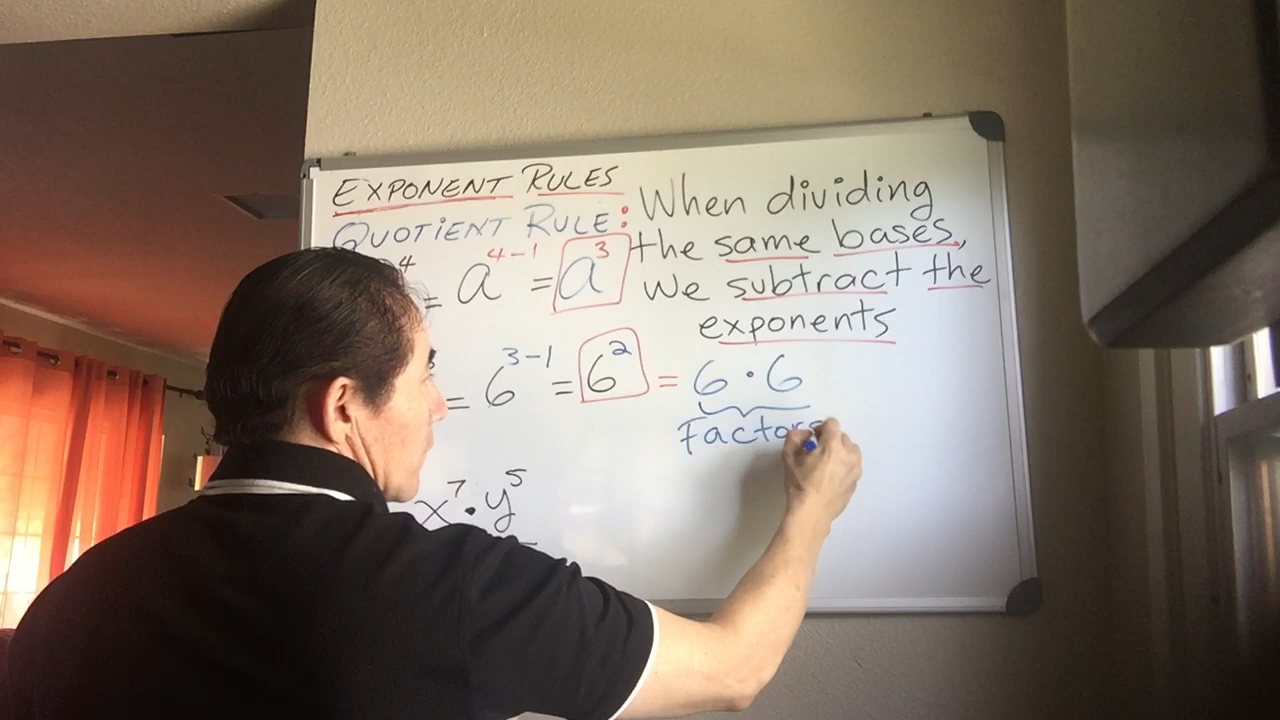 EXPONENT RULES
QUOTIENT RULE: When dividing
the same bases,
we subtract the
exponents
4 = a^4-1 = a^3
= 6^3-1 = 6^2 = 6 · 6
Factors
x^7 · y^5